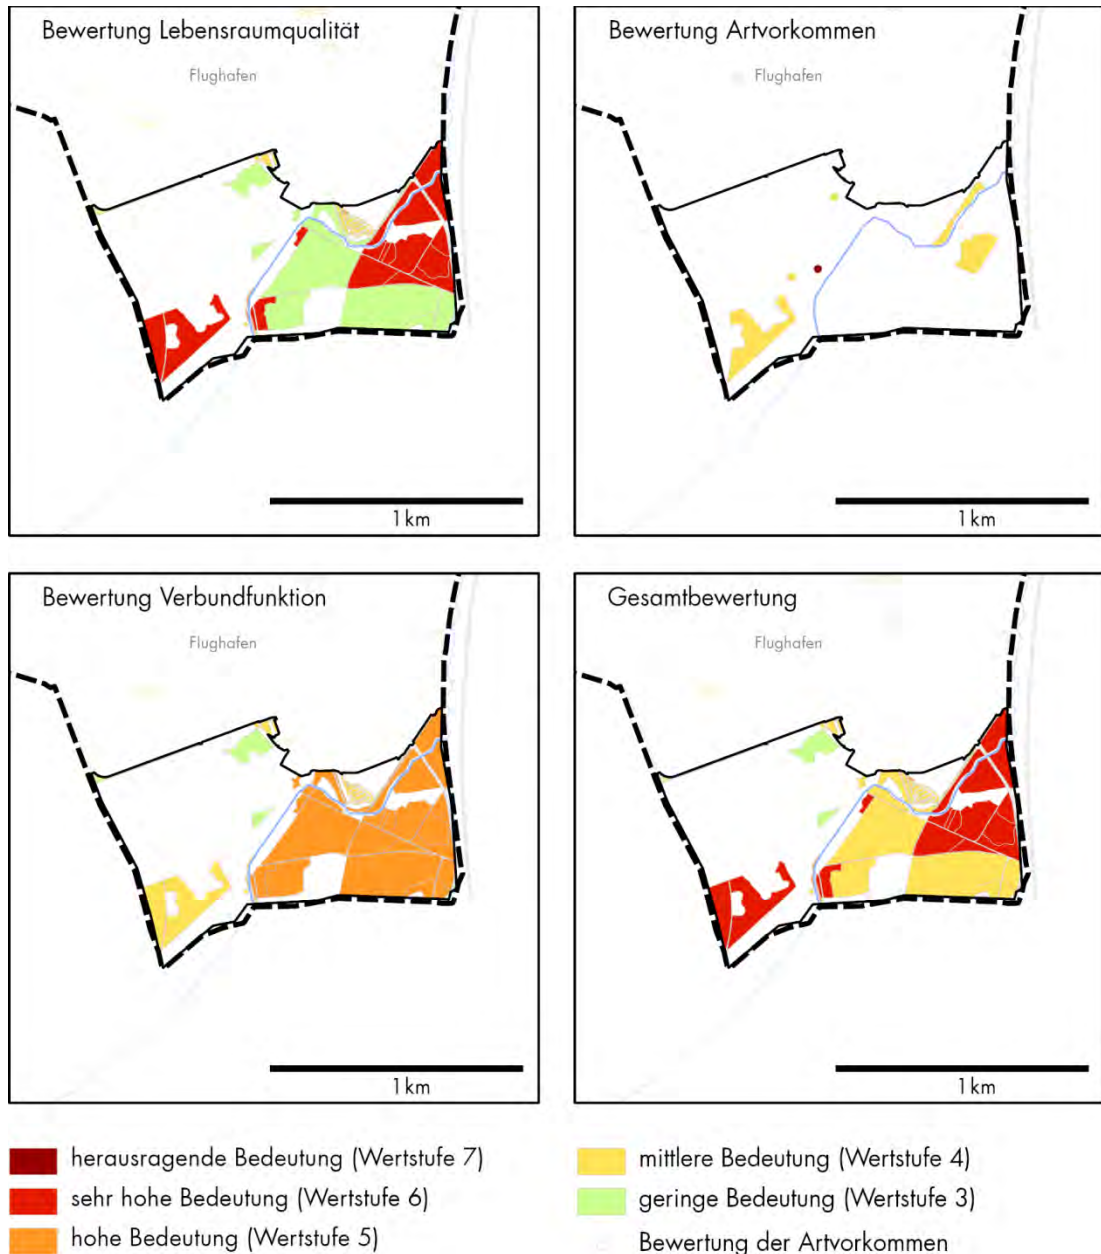 Bewertung Lebensraumqualität
Flughafen
1 km
Bewertung Artvorkommen
Flughafen
1 km
Bewertung Verbundfunktion
Flughafen
1 km
Gesamtbewertung
Flughafen
1 km
herausragende Bedeutung (Wertstufe 7)
sehr hohe Bedeutung (Wertstufe 6)
hohe Bedeutung (Wertstufe 5)
mittlere Bedeutung (Wertstufe 4)
geringe Bedeutung (Wertstufe 3)
Bewertung der Artvorkommen